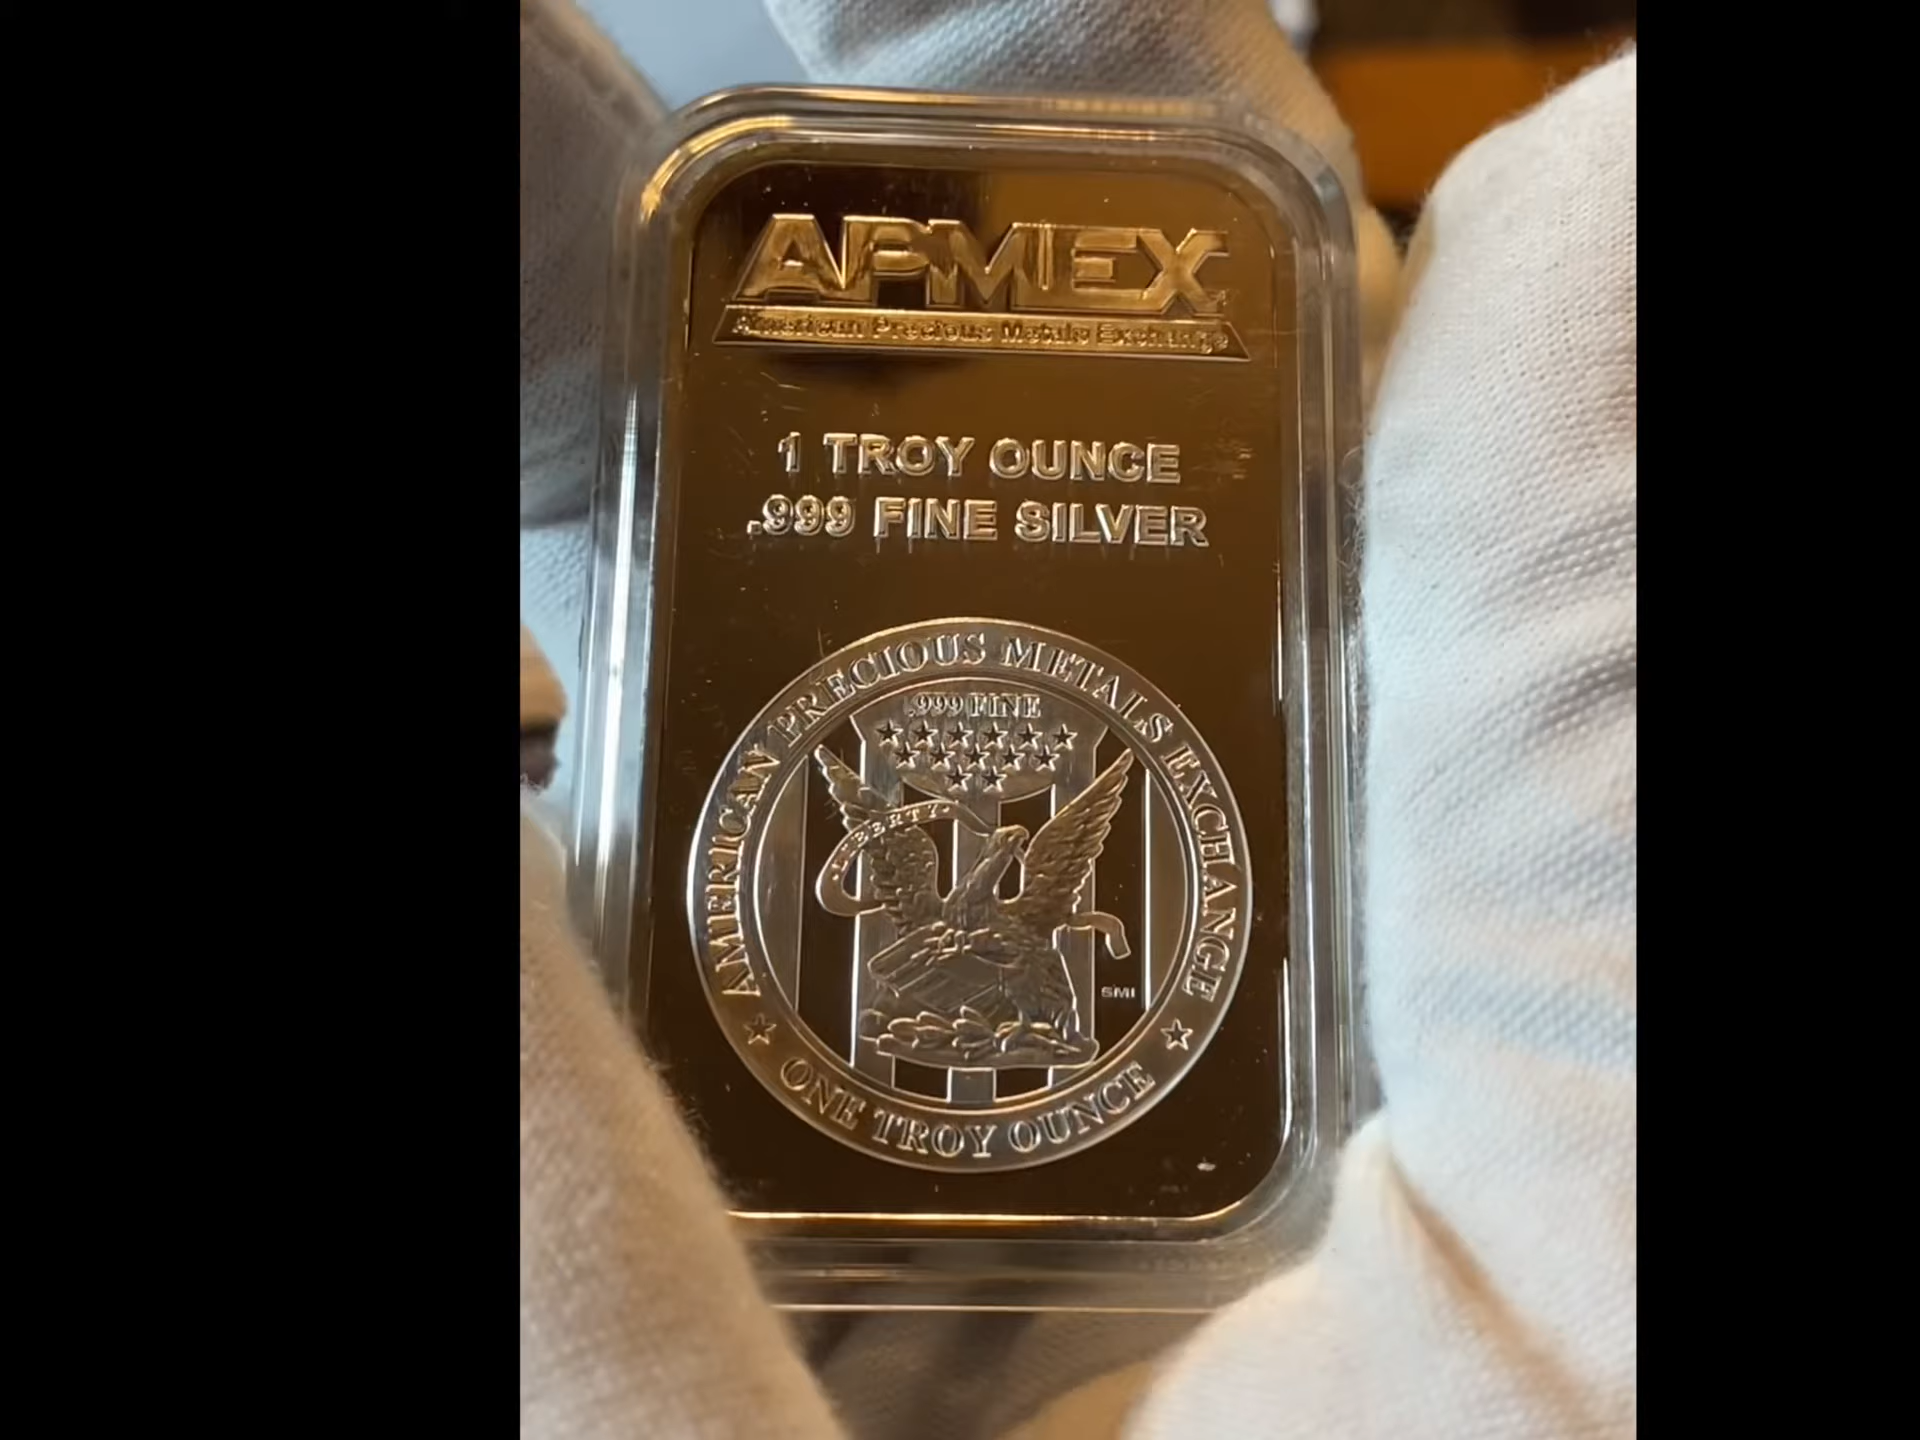 APMEX
American Precious Metals Exchange
1 TROY OUNCE
.999 FINE SILVER
AMERICAN PRECIOUS METALS EXCHANGE
.999 FINE
LIBERTY
SMI
ONE TROY OUNCE